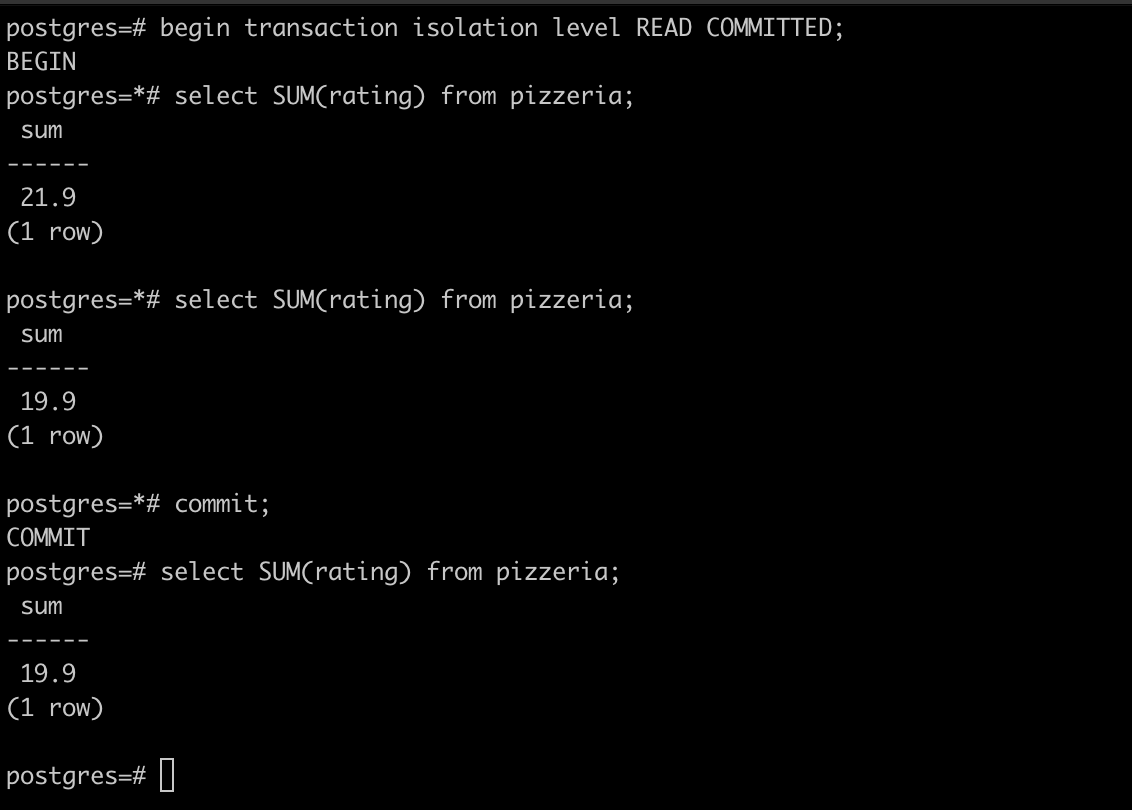 postgres=# begin transaction isolation level READ COMMITTED;
BEGIN
postgres=*# select SUM(rating) from pizzeria;
 sum
------
 21.9
(1 row)

postgres=*# select SUM(rating) from pizzeria;
 sum
------
 19.9
(1 row)

postgres=*# commit;
COMMIT
postgres=# select SUM(rating) from pizzeria;
 sum
------
 19.9
(1 row)

postgres=#